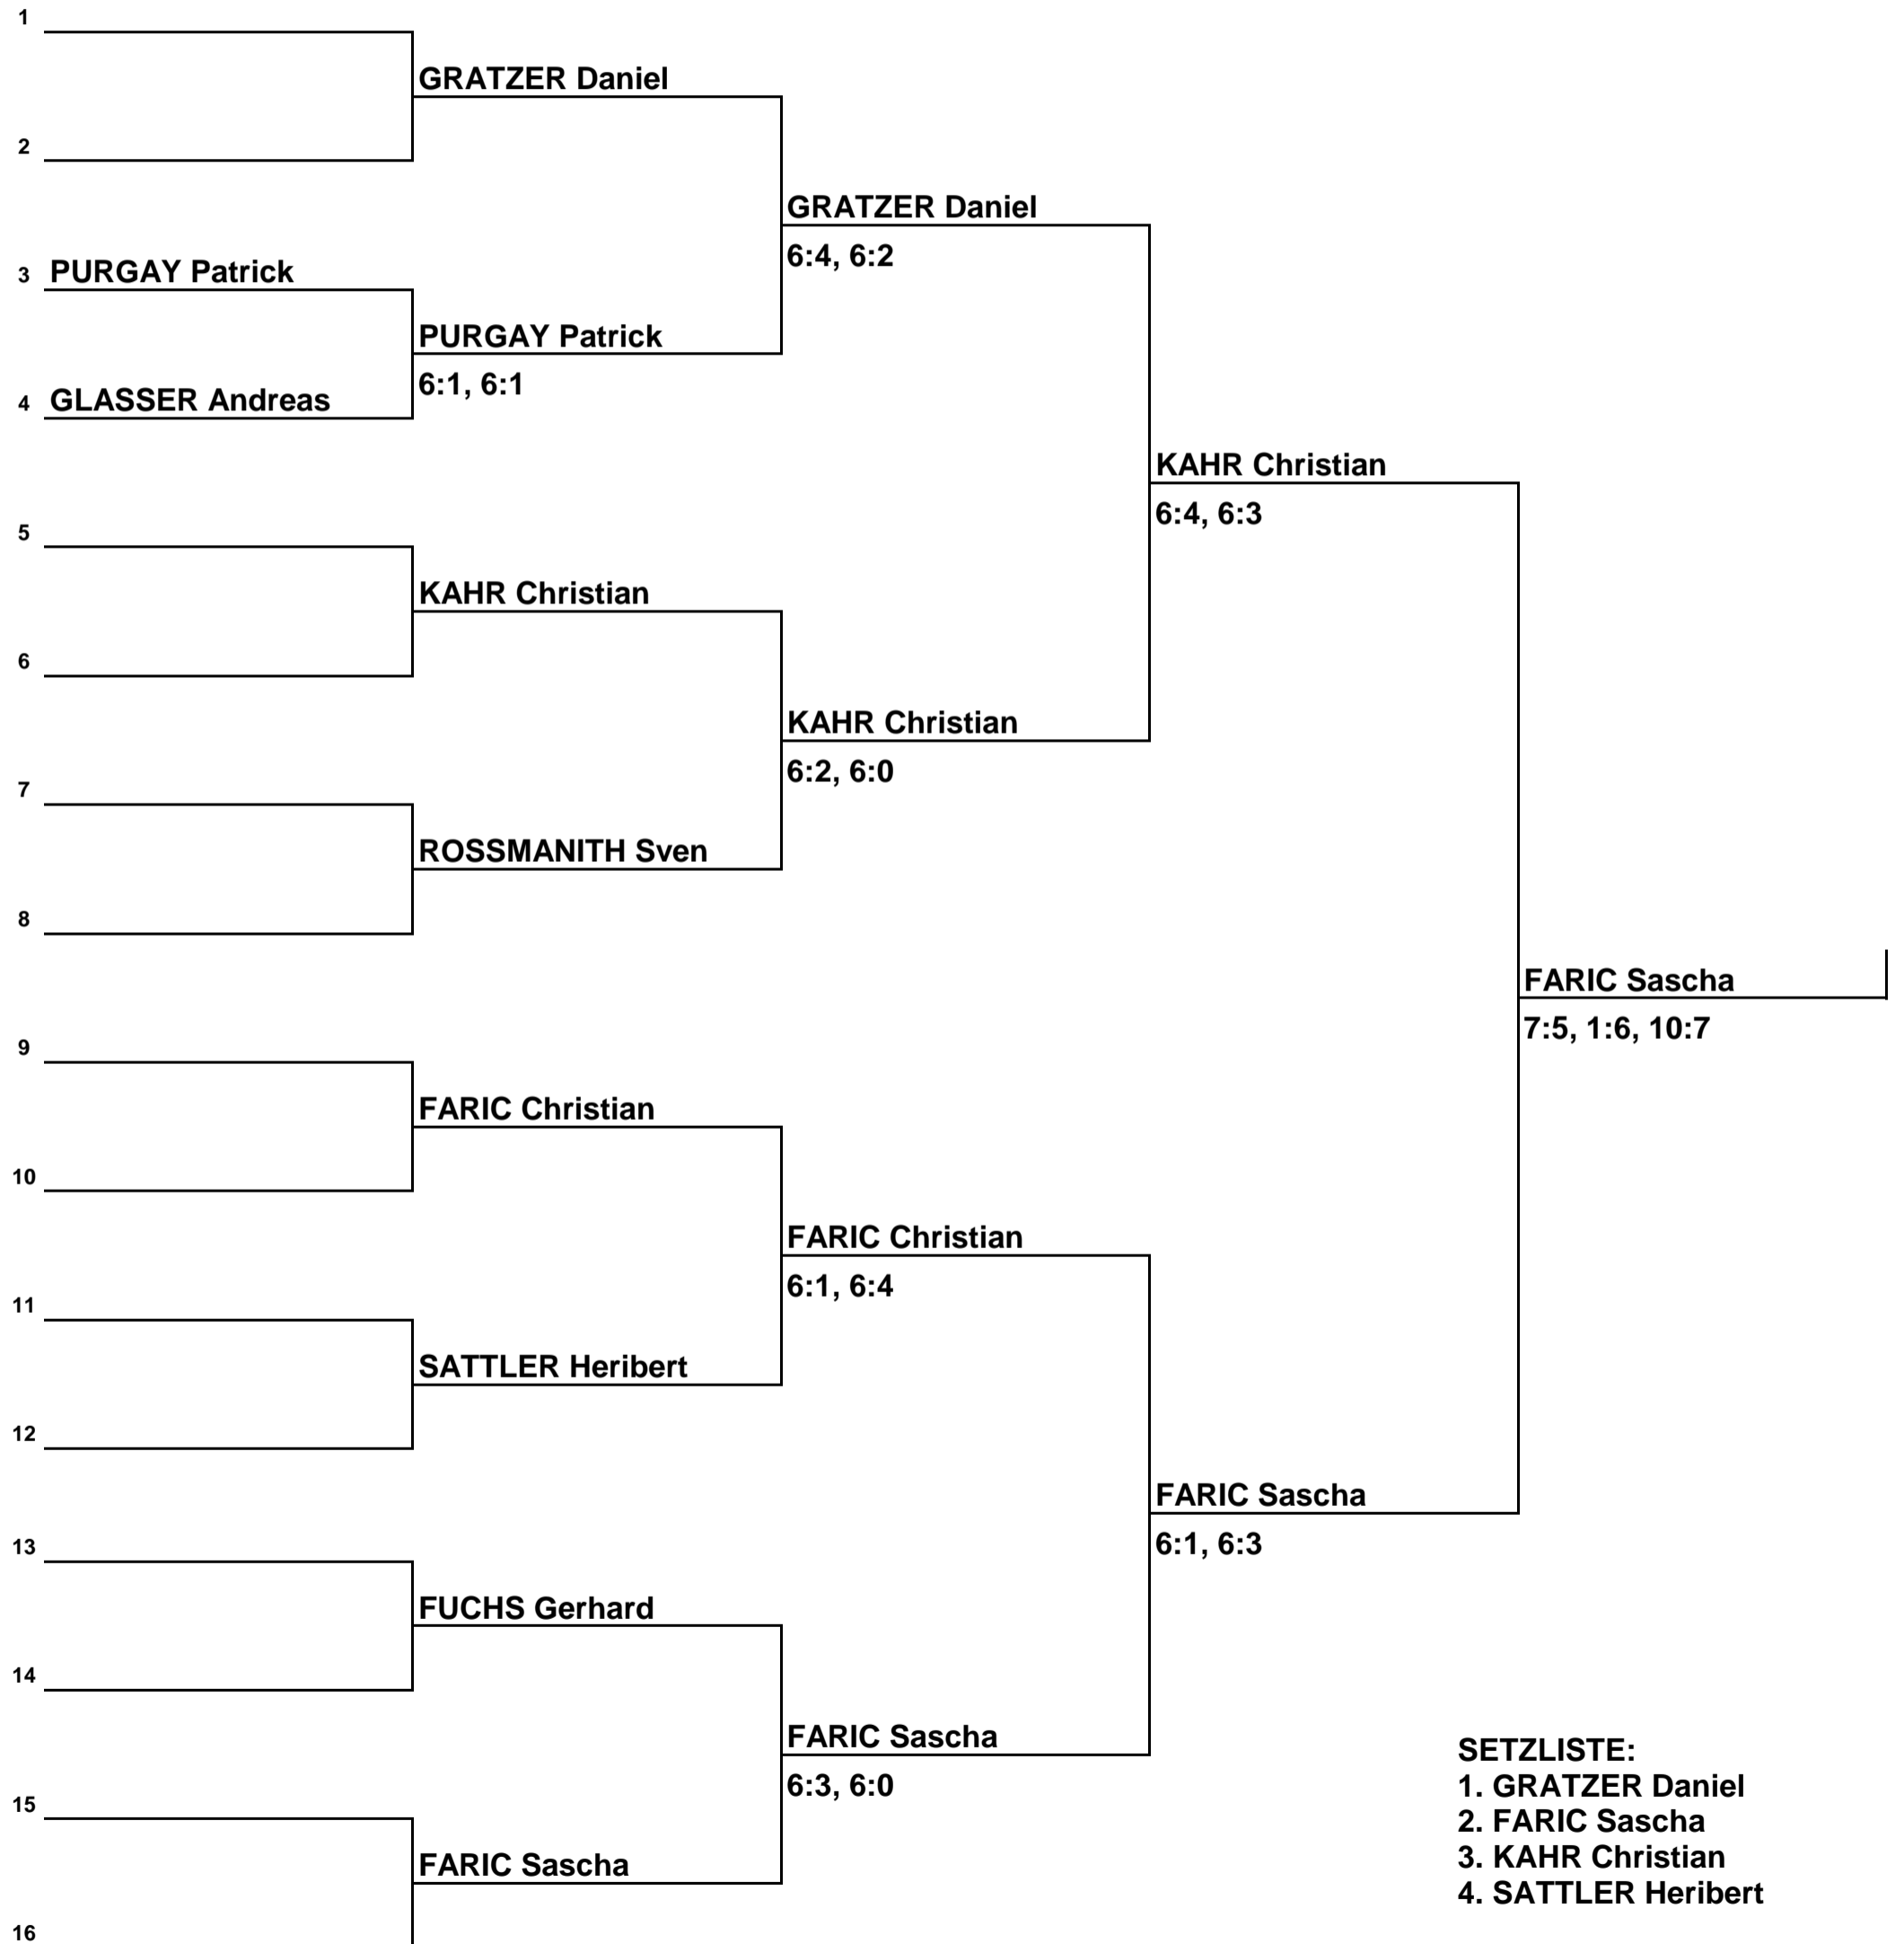 1
GRATZER Daniel
2
GRATZER Daniel
6:4, 6:2
3 PURGAY Patrick
PURGAY Patrick
6:1, 6:1
4 GLASSER Andreas
KAHR Christian
6:4, 6:3
5
KAHR Christian
6
KAHR Christian
6:2, 6:0
7
ROSSMANITH Sven
8
FARIC Sascha
7:5, 1:6, 10:7
9
FARIC Christian
10
FARIC Christian
6:1, 6:4
11
SATTLER Heribert
12
FARIC Sascha
6:1, 6:3
13
FUCHS Gerhard
14
FARIC Sascha
6:3, 6:0
15
FARIC Sascha
16
SETZLISTE:
1. GRATZER Daniel
2. FARIC Sascha
3. KAHR Christian
4. SATTLER Heribert